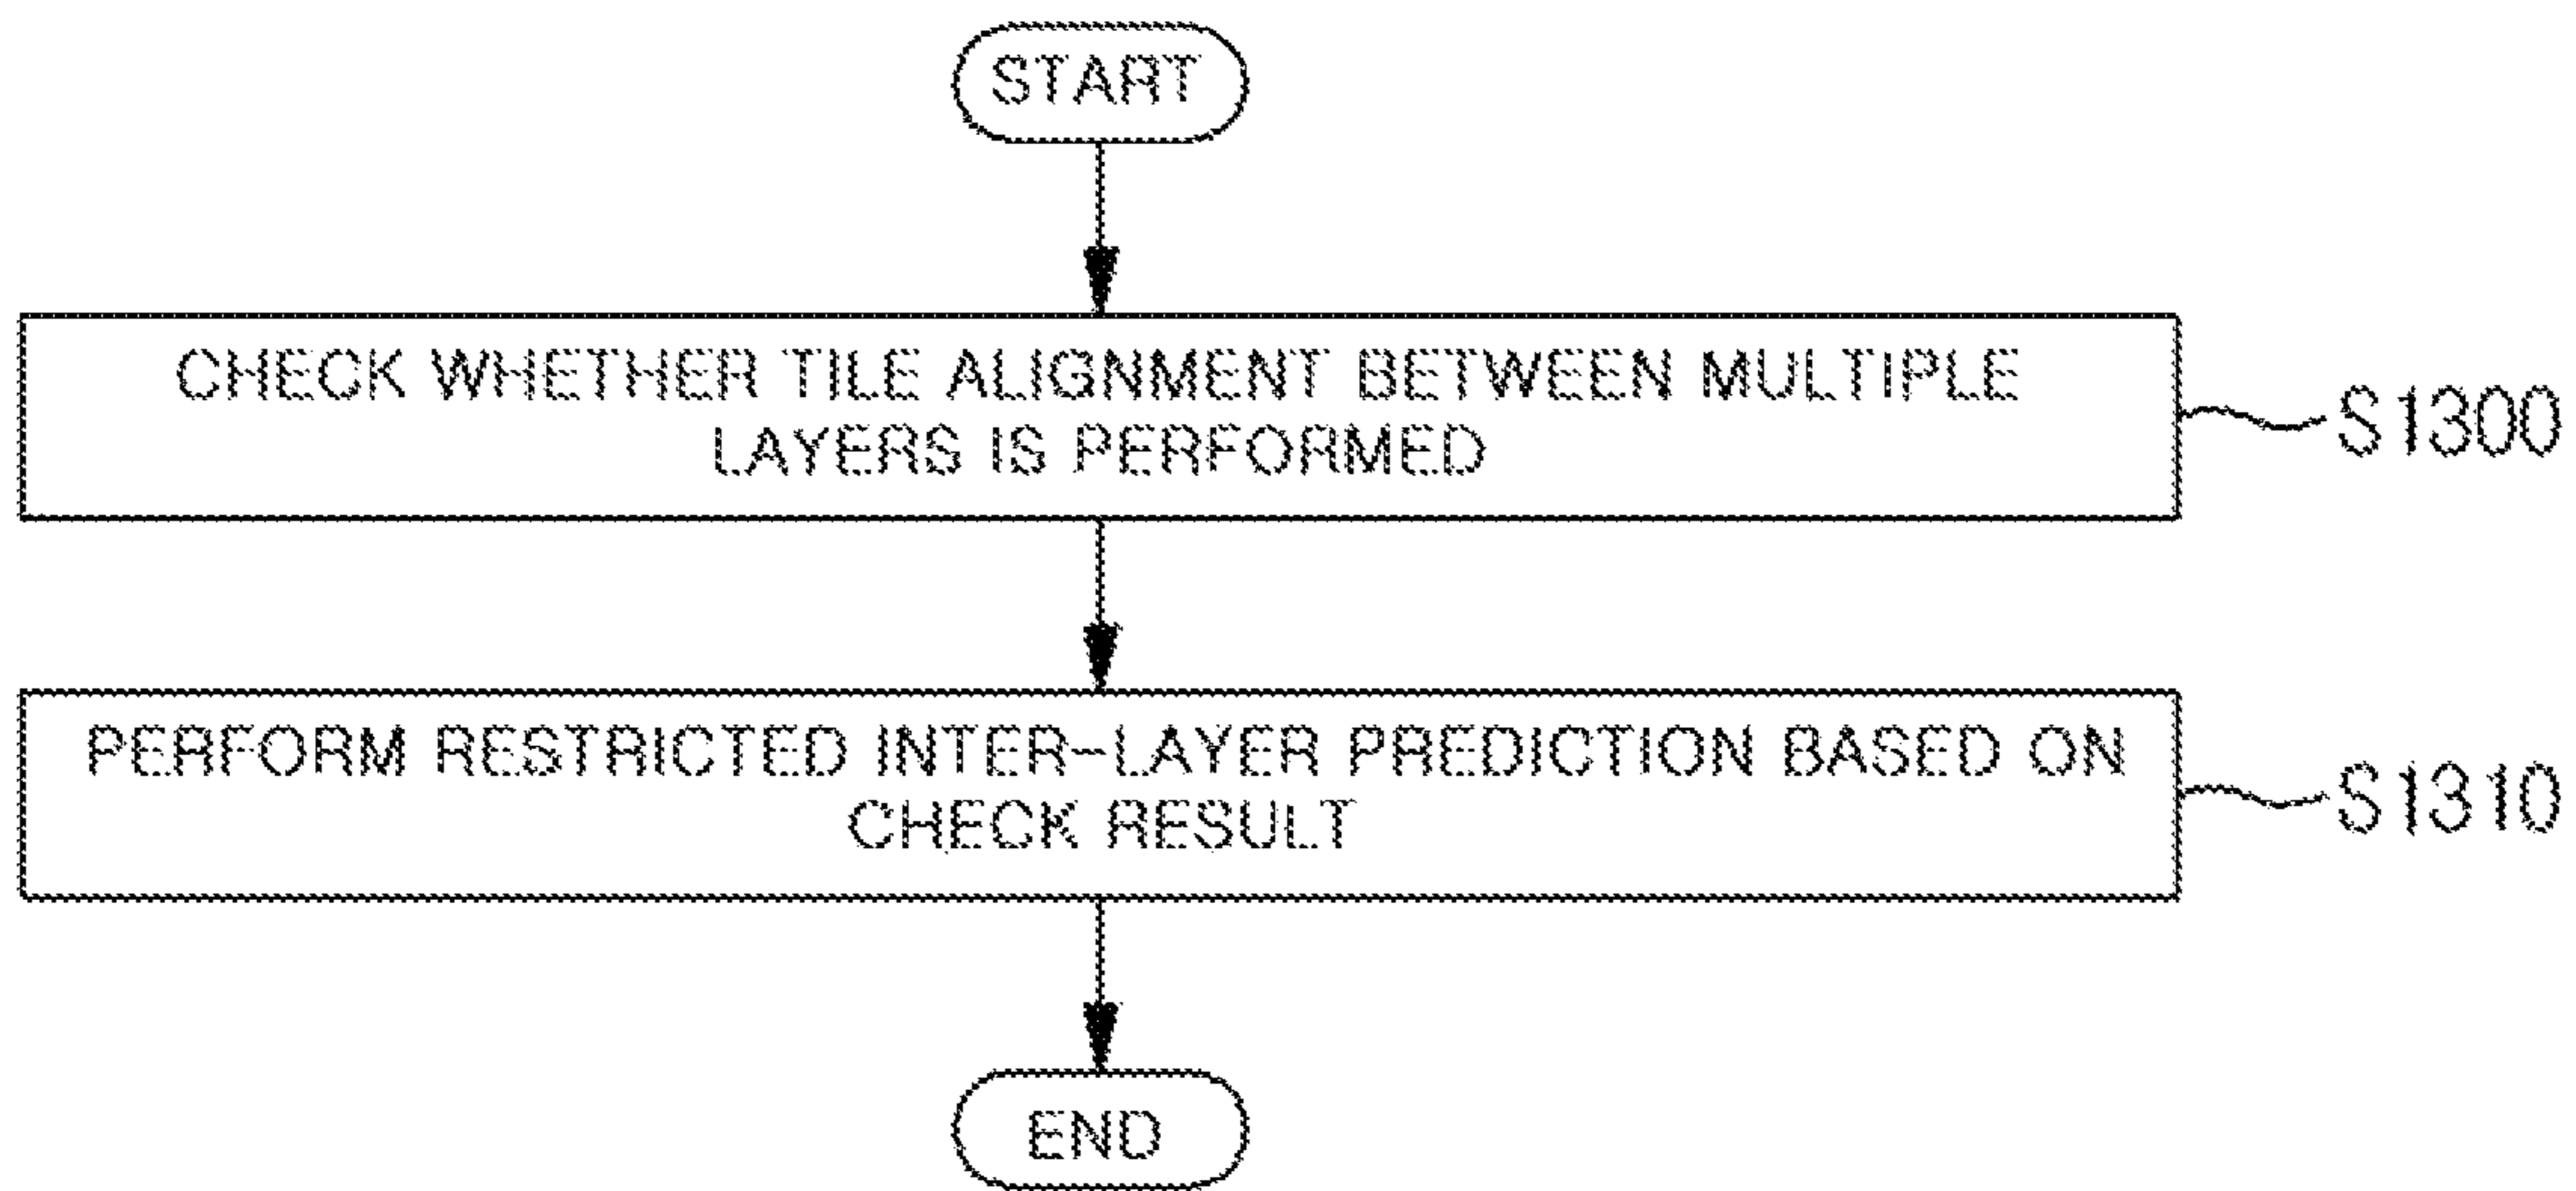 START
CHECK WHETHER TILE ALIGNMENT BETWEEN MULTIPLE
LAYERS IS PERFORMED
S1300
PERFORM RESTRICTED INTER-LAYER PREDICTION BASED ON
CHECK RESULT
S1310
END